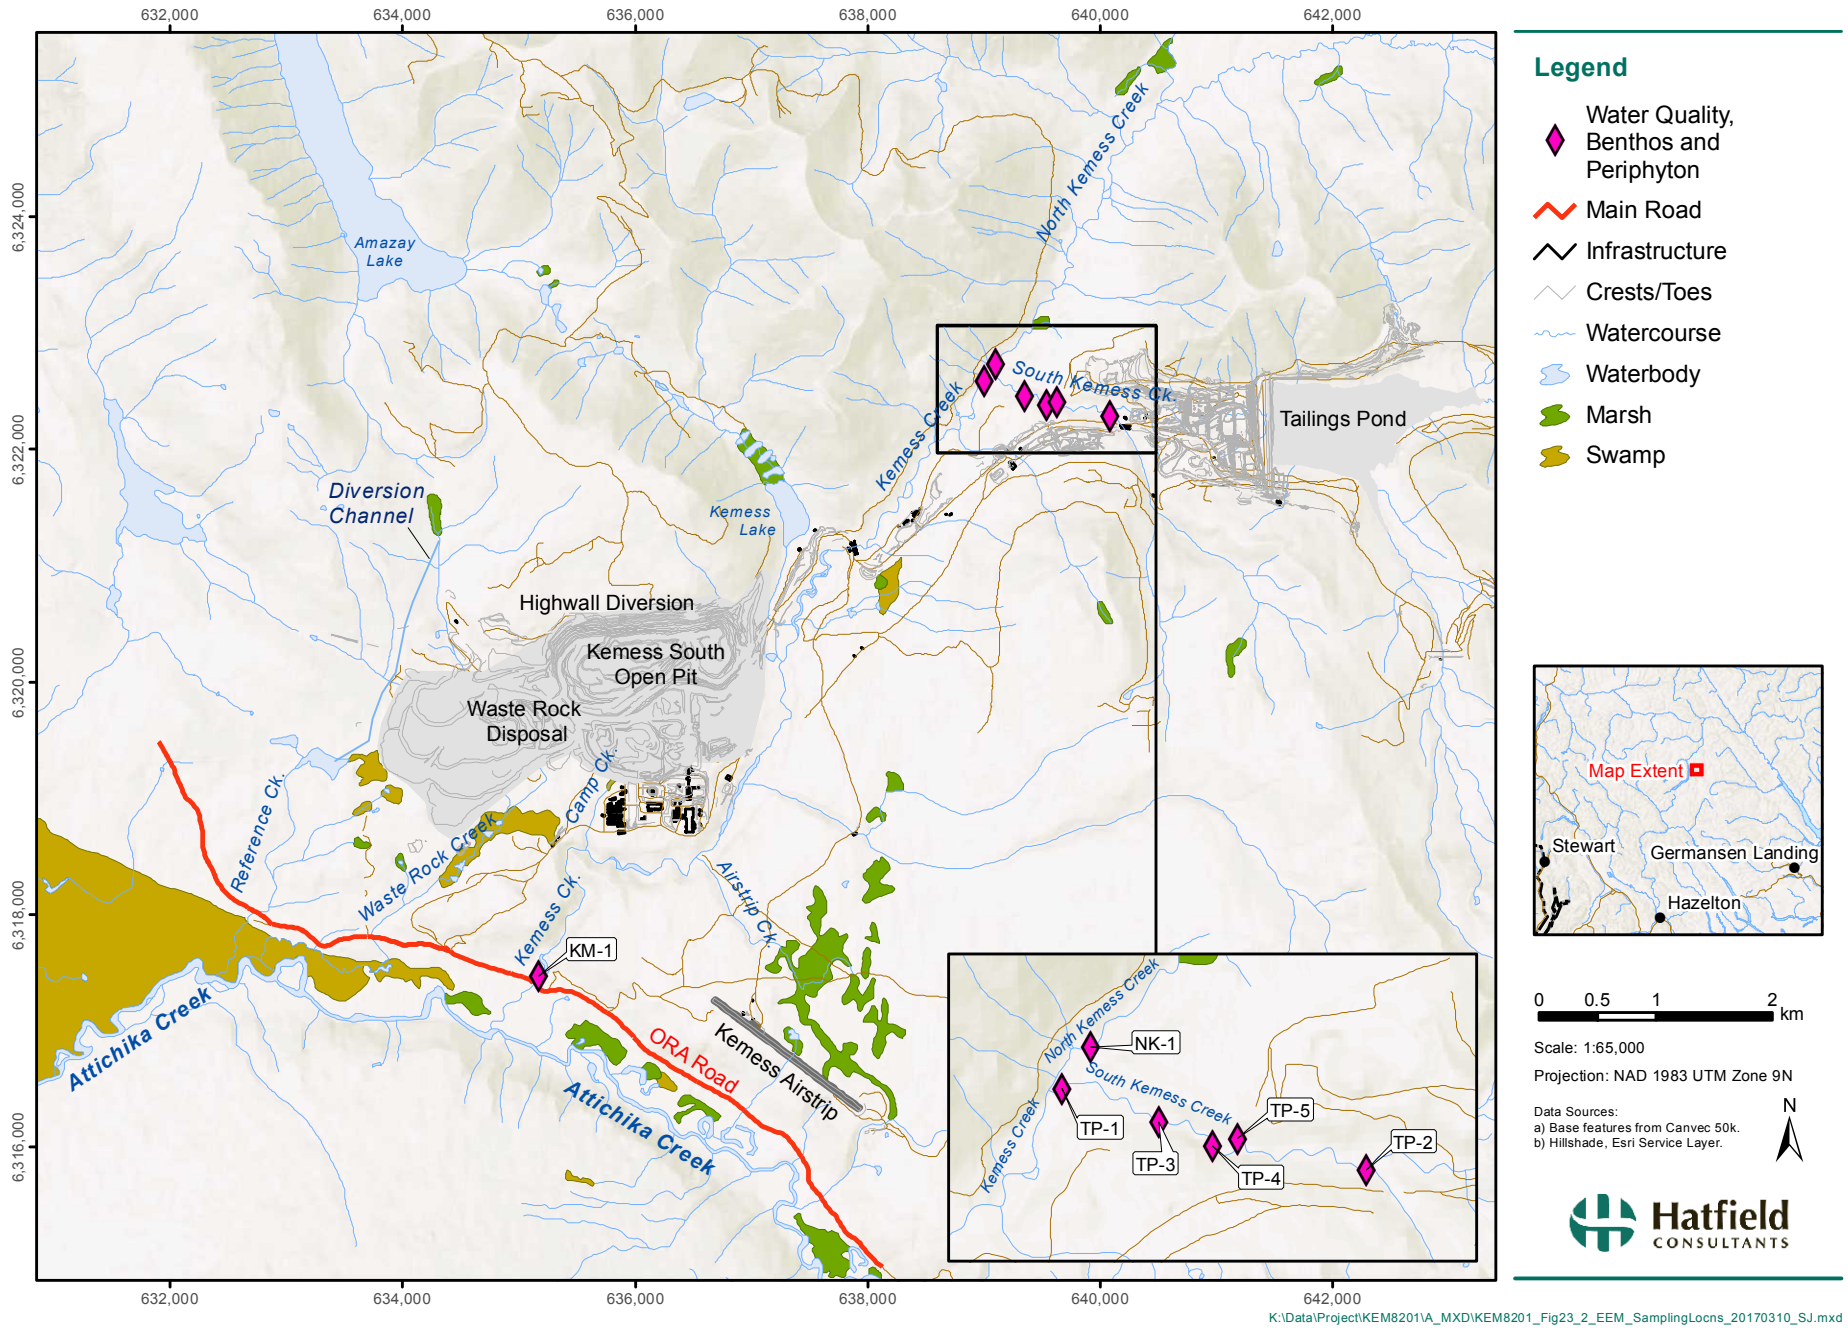 632,000
634,000
636,000
638,000
640,000
642,000
6,324,000
6,322,000
6,320,000
6,318,000
6,316,000
North Kemess Creek
Amazay
Lake
South Kemess Ck.
Kemess Creek
Tailings Pond
Diversion
Channel
Kemess
Lake
Highwall Diversion
Kemess South
Open Pit
Waste Rock
Disposal
Reference Ck.
Camp Ck.
Waste Rock Creek
Airstrip Ck.
Kemess Ck.
KM-1
Attichika Creek
ORA Road
Kemess Airstrip
Attichika Creek
North Kemess Creek
NK-1
South Kemess Creek
TP-5
TP-1
TP-2
TP-3
TP-4
Kemess Creek
632,000
634,000
636,000
638,000
640,000
642,000
Legend
Water Quality,
Benthos and
Periphyton
Main Road
Infrastructure
Crests/Toes
Watercourse
Waterbody
Marsh
Swamp
Map Extent
Stewart
Germansen Landing
Hazelton
0 0.5 1 2 km
Scale: 1:65,000
Projection: NAD 1983 UTM Zone 9N
N
Data Sources:
a) Base features from Canvec 50k.
b) Hillshade, Esri Service Layer.
Hatfield
CONSULTANTS
K:\Data\Project\KEM8201\A_MXD\KEM8201_Fig23_2_EEM_SamplingLocns_20170310_SJ.mxd